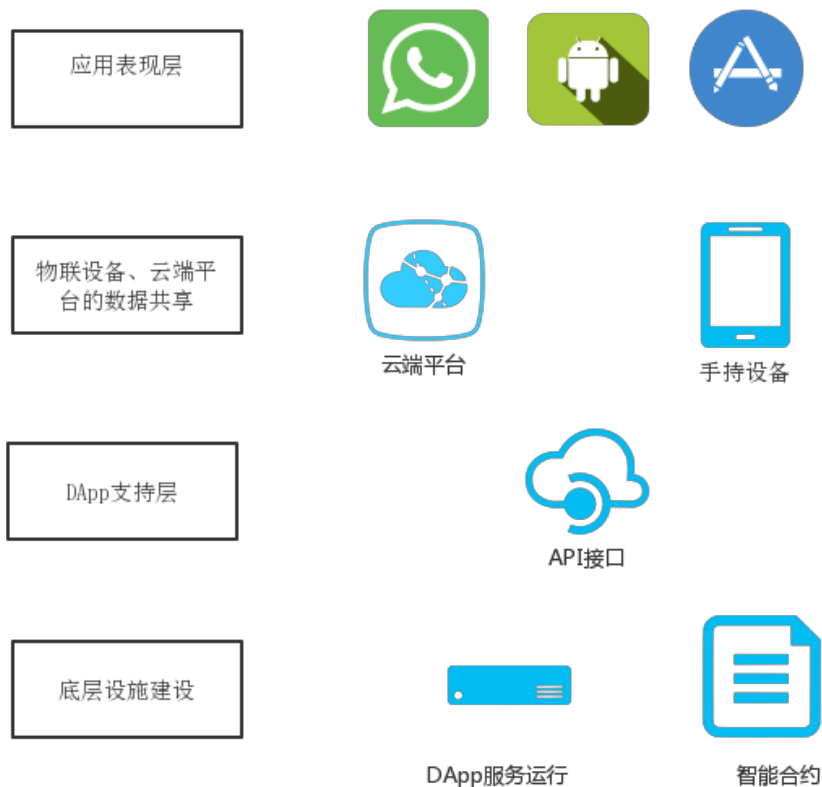 应用表现层
物联设备、云端平
台的数据共享
云端平台
手持设备
DApp支持层
API接口
底层设施建设
DApp服务运行
智能合约